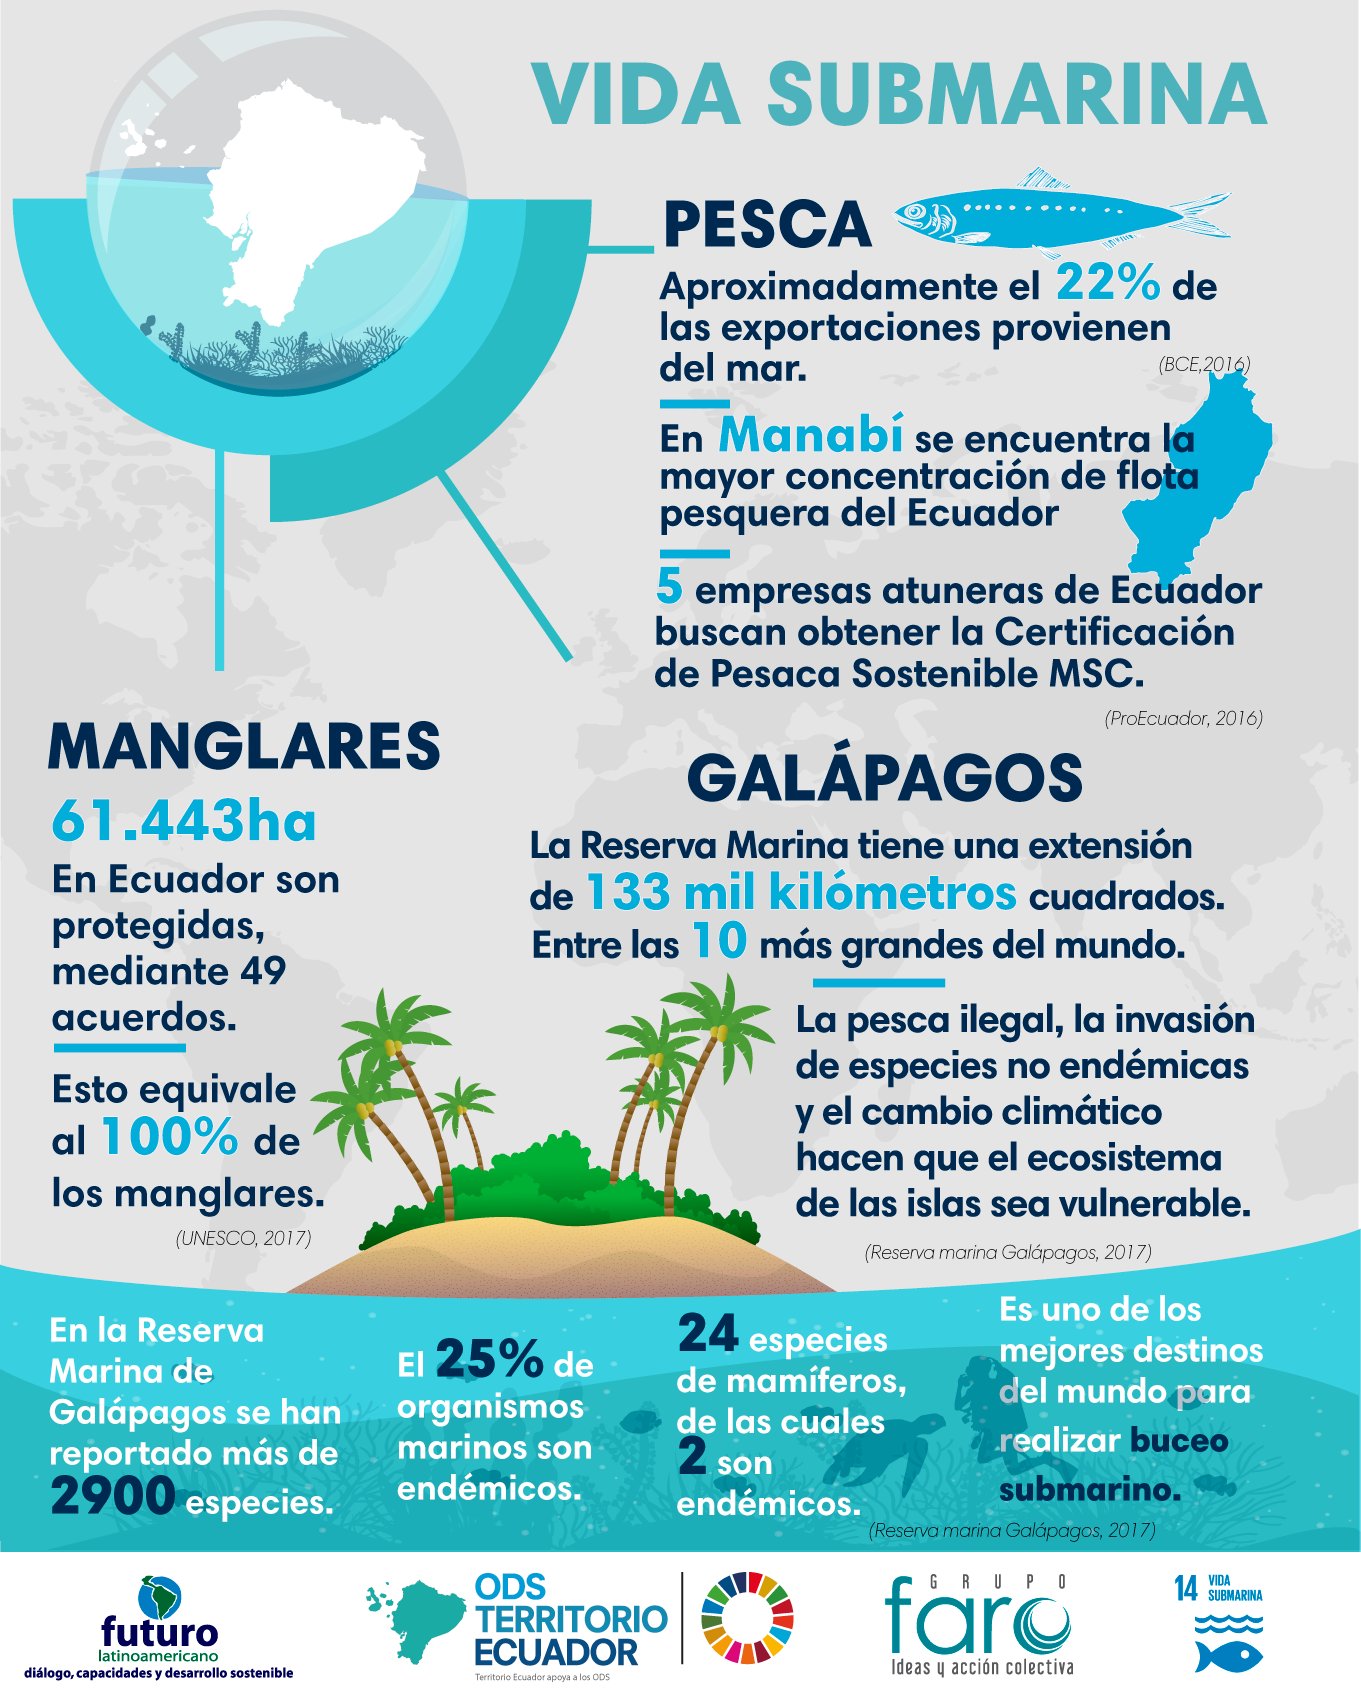 VIDA SUBMARINA
PESCA
Aproximadamente el 22% de
las exportaciones provienen
del mar.
(BCE,2016)
En Manabí se encuentra la
mayor concentración de flota
pesquera del Ecuador
5 empresas atuneras de Ecuador
buscan obtener la Certificación
de Pesaca Sostenible MSC.
(ProEcuador, 2016)
MANGLARES
61.443ha
En Ecuador son
protegidas,
mediante 49
acuerdos.
Esto equivale
al 100% de
los manglares.
(UNESCO, 2017)
GALÁPAGOS
La Reserva Marina tiene una extensión
de 133 mil kilómetros cuadrados.
Entre las 10 más grandes del mundo.
La pesca ilegal, la invasión
de especies no endémicas
y el cambio climático
hacen que el ecosistema
de las islas sea vulnerable.
(Reserva marina Galápagos, 2017)
En la Reserva
Marina de
Galápagos se han
reportado más de
2900 especies.
El 25% de
organismos
marinos son
endémicos.
24 especies
de mamíferos,
de las cuales
2 son
endémicos.
Es uno de los
mejores destinos
del mundo para
realizar buceo
submarino.
(Reserva marina Galápagos, 2017)
futuro
latinoamericano
diálogo, capacidades y desarrollo sostenible
ODS
TERRITORIO
ECUADOR
Territorio Ecuador apoya a los ODS
GRUPO
faro
Ideas y acción colectiva
14 VIDA
SUBMARINA